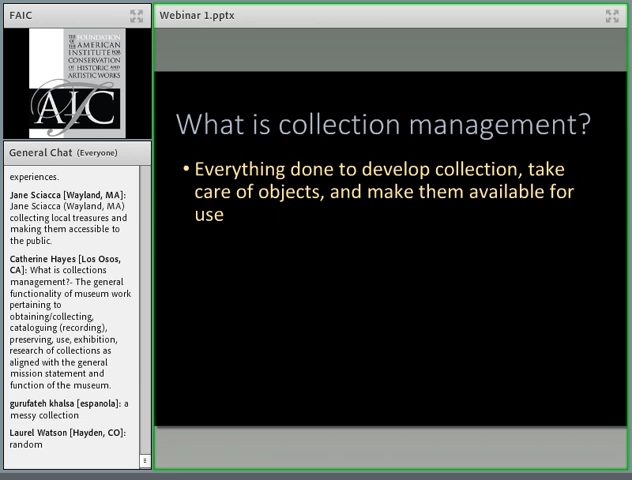 FAIC
Webinar 1.pptx
THE FOUNDATION
OF THE AMERICAN
INSTITUTE FOR
CONSERVATION
OF HISTORIC AND
ARTISTIC WORKS
AIC
General Chat (Everyone)
experiences.
Jane Sciacca [Wayland, MA]:
Jane Sciacca (Wayland, MA)
collecting local treasures and
making them accessible to
the public.
Catherine Hayes [Los Osos,
CA]: What is collections
management?- The general
functionality of museum work
pertaining to
obtaining/collecting,
cataloguing (recording),
preserving, use, exhibition,
research of collections as
aligned with the general
mission statement and
function of the museum.
gurufateh khalsa [espanola]: a
messy collection
Laurel Watson [Hayden, CO]:
random
What is collection management?
• Everything done to develop collection, take
care of objects, and make them available for
use